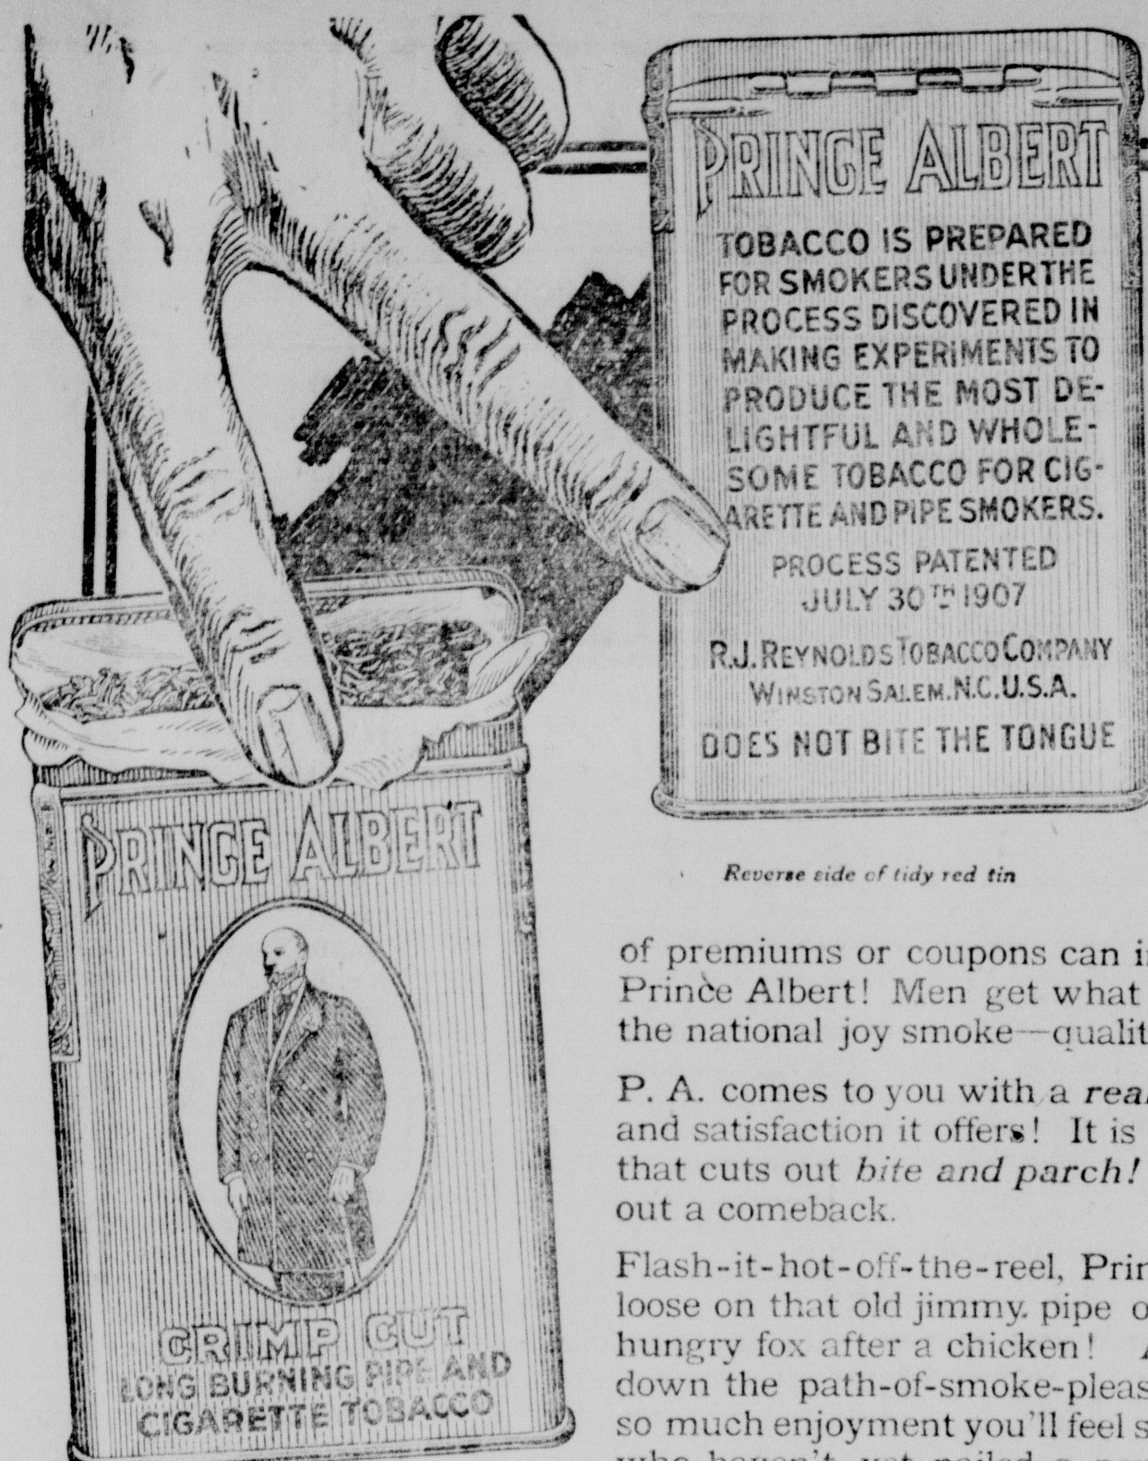 PRINCE ALBERT
TOBACCO IS PREPARED
FOR SMOKERS UNDER THE
PROCESS DISCOVERED IN
MAKING EXPERIMENTS TO
PRODUCE THE MOST DE-
LIGHTFUL AND WHOLE-
SOME TOBACCO FOR CIG-
ARETTE AND PIPE SMOKERS.
PROCESS PATENTED
JULY 30TH 1907
R.J. REYNOLDS TOBACCO COMPANY
WINSTON SALEM. N.C. U.S.A.
DOES NOT BITE THE TONGUE
Reverse side of tidy red tin
PRINCE ALBERT
CRIMP CUT
LONG BURNING PIPE AND
CIGARETTE TOBACCO
of premiums or coupons can
Prince Albert! Men get what
the national joy smoke—qualit
P. A. comes to you with a
and satisfaction it offers! It is
that cuts out bite and parch!
out a comeback.
Flash-it-hot-off-the-reel, Prin
loose on that old jimmy. pipe
hungry fox after a chicken!
down the path-of-smoke-pleas
so much enjoyment you'll feel
who haven't yet nailed a